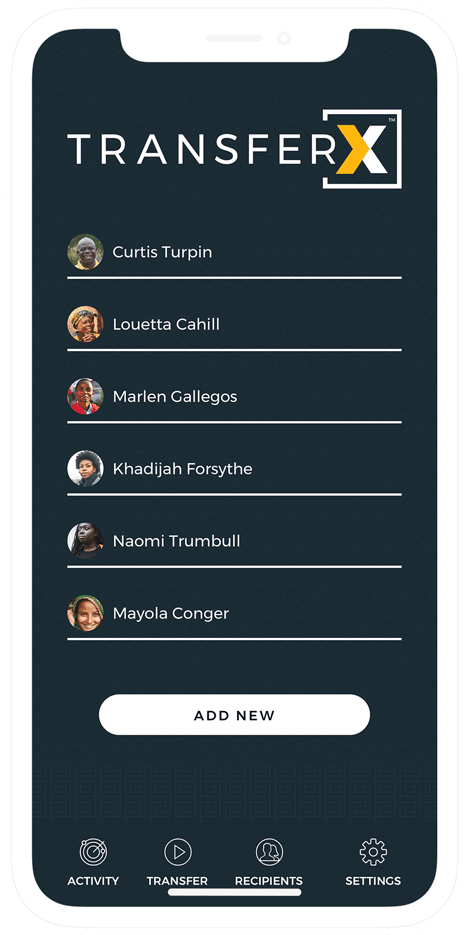 TRANSFERX™
Curtis Turpin
Louetta Cahill
Marlen Gallegos
Khadijah Forsythe
Naomi Trumbull
Mayola Conger
ADD NEW
ACTIVITY TRANSFER RECIPIENTS SETTINGS